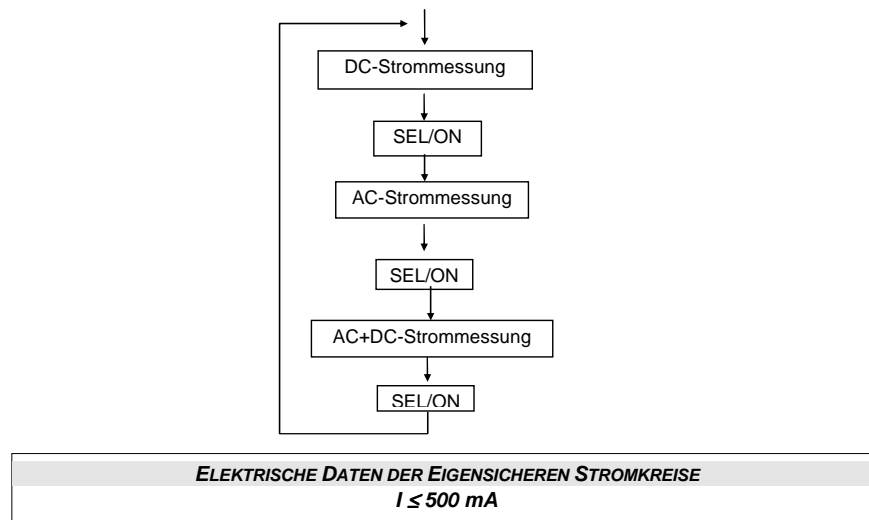 DC-Strommessung
SEL/ON
AC-Strommessung
SEL/ON
AC+DC-Strommessung
SEL/ON
ELEKTRISCHE DATEN DER EIGENSICHEREN STROMKREISE
I ≤ 500 mA